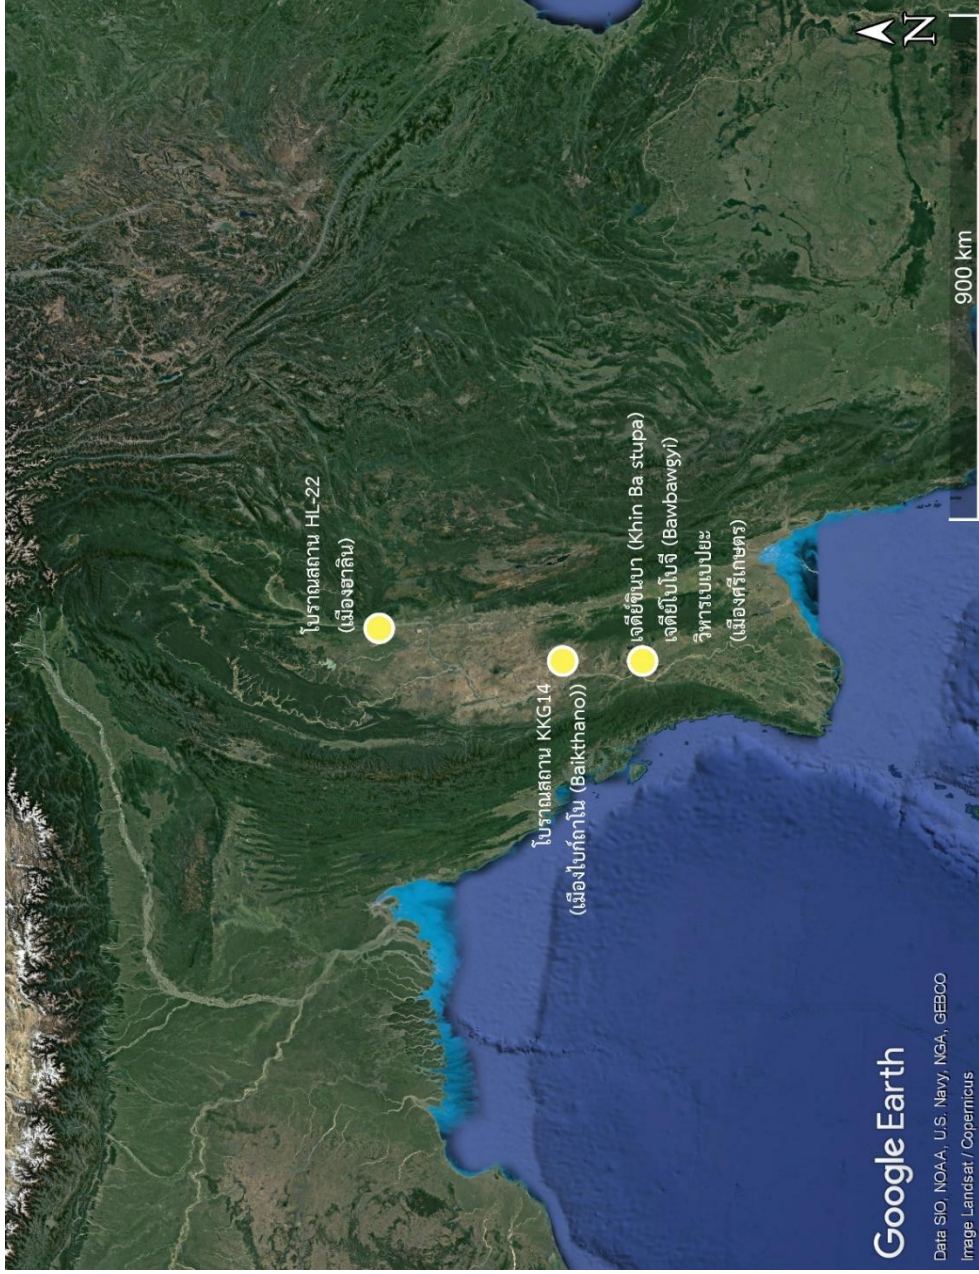 โบราณสถาน HL-22
(เมืองฮาลิน)
โบราณสถาน KKG14
(เมืองไบก์ถาโน (Baikthano))
เจดีย์ขินบา (Khin Ba stupa)
เจดีย์โบโบจี (Bawbawgyi)
วิหารเบเบปยะ
(เมืองศรีเกษตร)
Google Earth
Data SIO, NOAA, U.S. Navy, NGA, GEBCO
Image Landsat / Copernicus
N
900 km